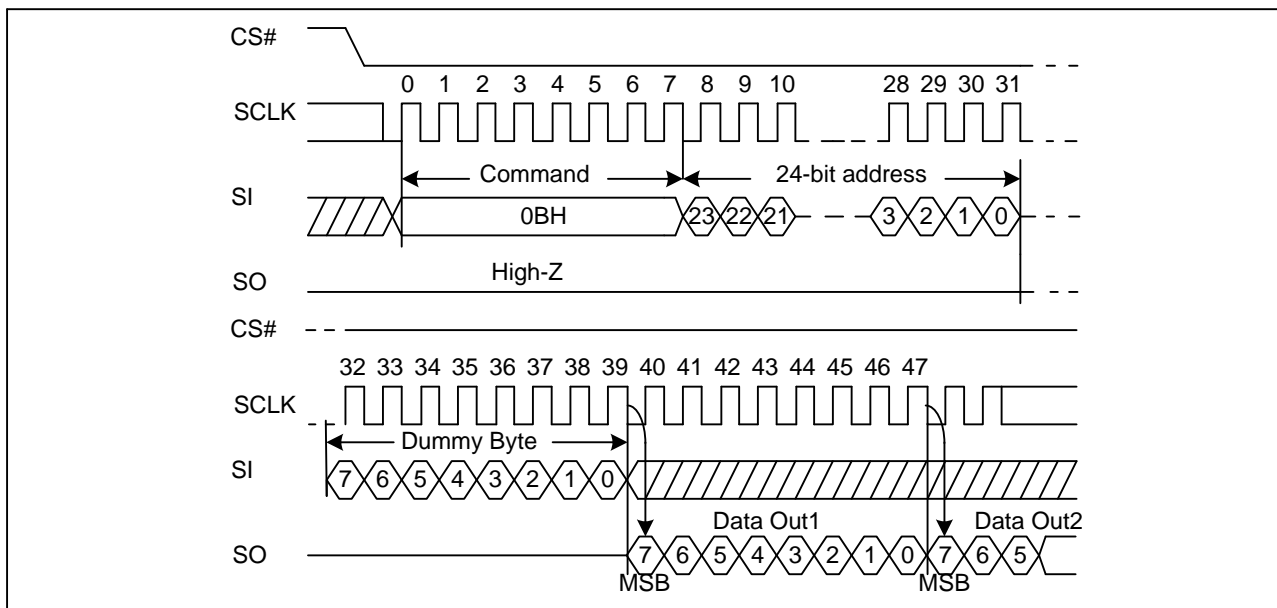 CS#
0 1 2 3 4 5 6 7 8 9 10 28 29 30 31
SCLK
Command 24-bit address
SI
0BH 23 22 21 3 2 1 0
High-Z
SO
CS#
32 33 34 35 36 37 38 39 40 41 42 43 44 45 46 47
SCLK
Dummy Byte
SI
7 6 5 4 3 2 1 0
Data Out1 Data Out2
SO
7 6 5 4 3 2 1 0 7 6 5
MSB MSB